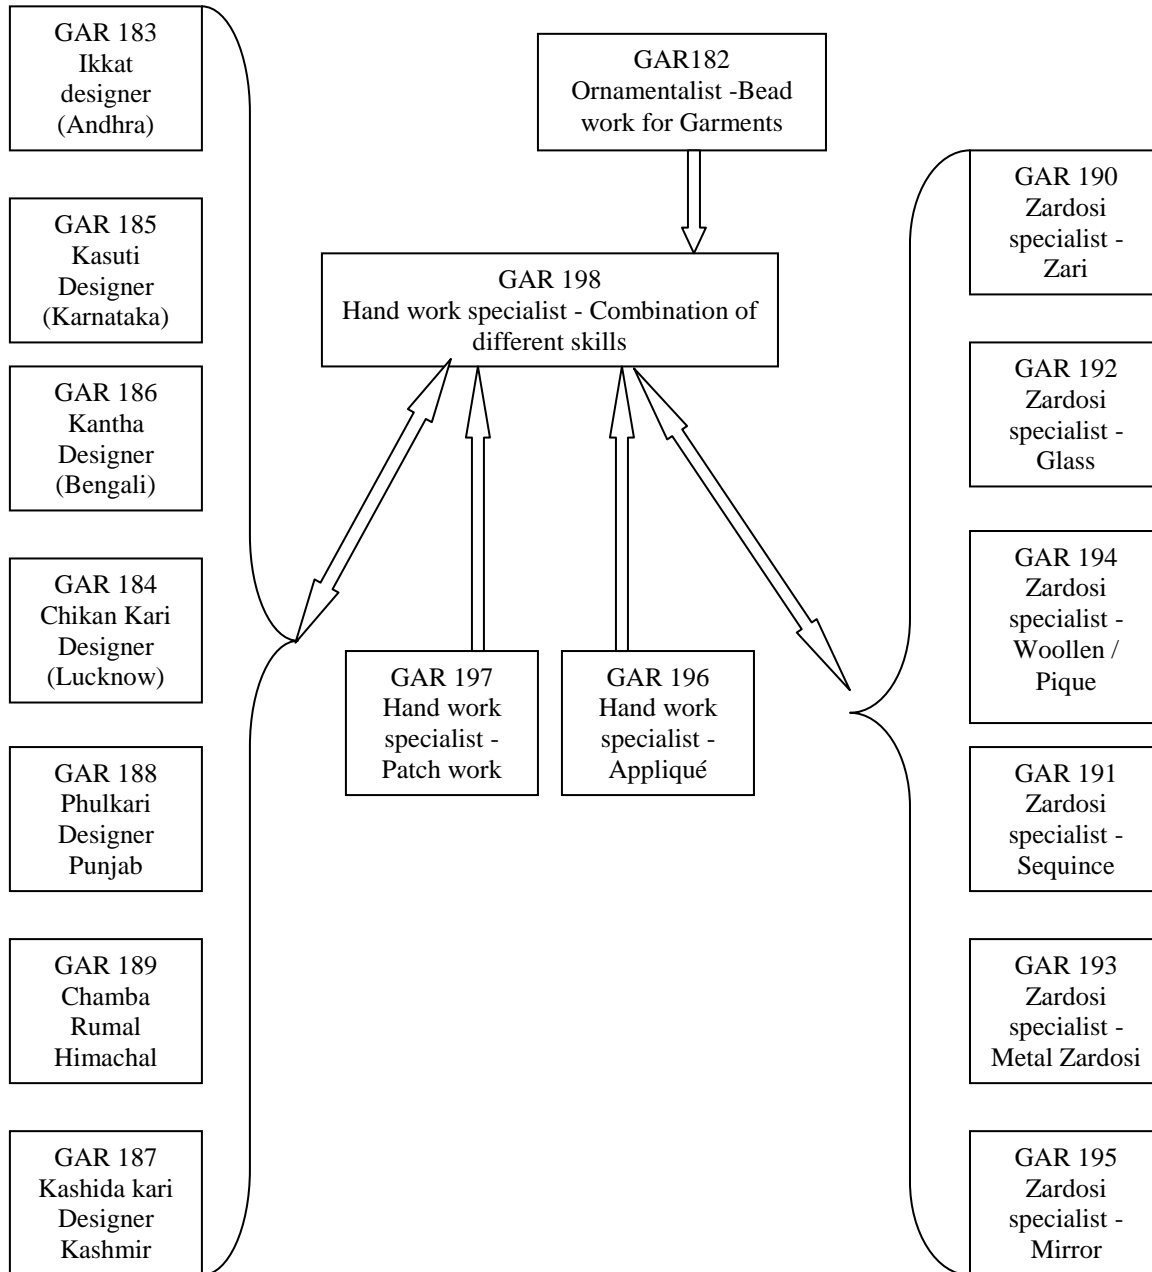 GAR 183
Ikkat
designer
(Andhra)
GAR182
Ornamentalist -Bead
work for Garments
GAR 190
Zardosi
specialist -
Zari
GAR 185
Kasuti
Designer
(Karnataka)
GAR 198
Hand work specialist - Combination of
different skills
GAR 192
Zardosi
specialist -
Glass
GAR 186
Kantha
Designer
(Bengali)
GAR 194
Zardosi
specialist -
Woollen /
Pique
GAR 184
Chikan Kari
Designer
(Lucknow)
GAR 197
Hand work
specialist -
Patch work
GAR 196
Hand work
specialist -
Appliqué
GAR 188
Phulkari
Designer
Punjab
GAR 191
Zardosi
specialist -
Sequince
GAR 189
Chamba
Rumal
Himachal
GAR 193
Zardosi
specialist -
Metal Zardosi
GAR 187
Kashida kari
Designer
Kashmir
GAR 195
Zardosi
specialist -
Mirror